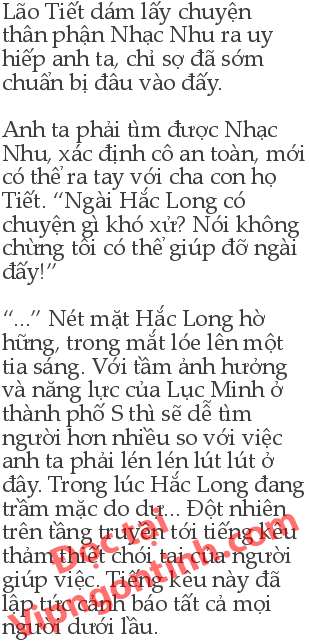 Lão Tiết dám lấy chuyện
thân phận Nhạc Nhu ra uy
hiếp anh ta, chỉ sợ đã sớm
chuẩn bị đâu vào đấy.
Anh ta phải tìm được Nhạc
Nhu, xác định cô an toàn, mới
có thể ra tay với cha con họ
Tiết. “Ngài Hắc Long có
chuyện gì khó xử? Nói không
chừng tôi có thể giúp đỡ ngài
đấy!”
“...” Nét mặt Hắc Long hờ
hững, trong mắt lóe lên một
tia sáng. Với tầm ảnh hưởng
và năng lực của Lục Minh ở
thành phố S thì sẽ dễ tìm
người hơn nhiều so với việc
anh ta phải lén lén lút lút ở
đây. Trong lúc Hắc Long đang
trầm mặc do dự... Đột nhiên
trên tầng truyền tới tiếng kêu
thảm thiết chói tai của người
giúp việc. Tiếng kêu này đã
lập tức cảnh báo tất cả mọi
người dưới lầu.
Đọc tại
Vipngontinh.com